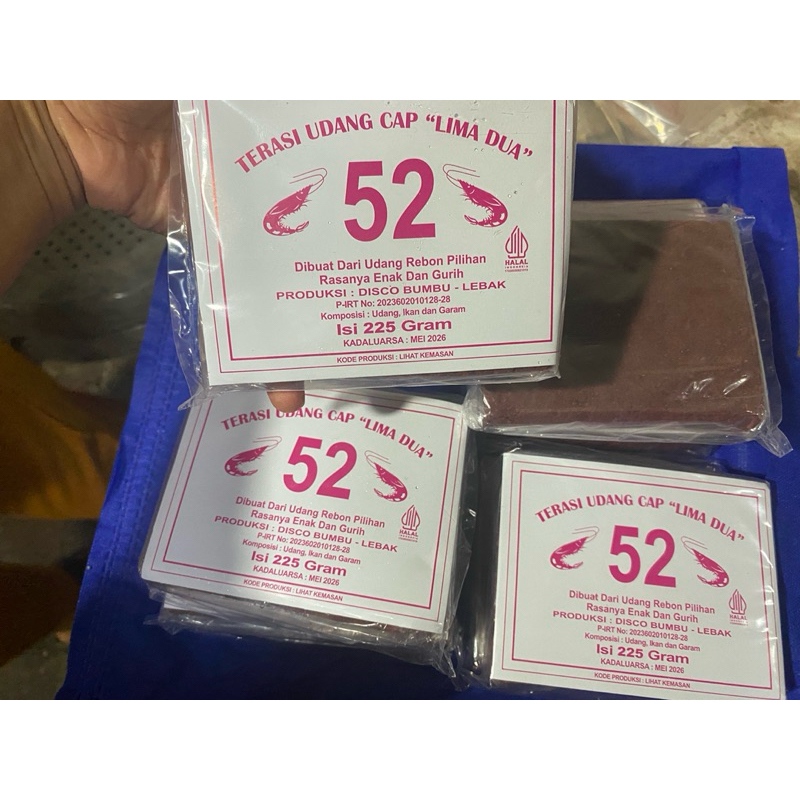 TERASI UDANG CAP “LIMA DUA”
52
Dibuat Dari Udang Rebon Pilihan
Rasanya Enak Dan Gurih
PRODUKSI : DISCO BUMBU - LEBAK
P-IRT No: 2023602010128-28
Komposisi : Udang, Ikan dan Garam
Isi 225 Gram
KADALUARSA : MEI 2026
KODE PRODUKSI : LIHAT KEMASAN
HALAL
INDONESIA
TERASI UDANG CAP “LIMA DUA”
52
Dibuat Dari Udang Rebon Pilihan
Rasanya Enak Dan Gurih
PRODUKSI : DISCO BUMBU - LEBAK
P-IRT No: 2023602010128-28
Komposisi : Udang, Ikan dan Garam
Isi 225 Gram
KADALUARSA : MEI 2026
KODE PRODUKSI : LIHAT KEMASAN
HALAL
INDONESIA
TERASI UDANG CAP “LIMA DUA”
52
Dibuat Dari Udang Rebon Pilihan
Rasanya Enak Dan Gurih
PRODUKSI : DISCO BUMBU - LEBAK
P-IRT No: 2023602010128-28
Komposisi : Udang, Ikan dan Garam
Isi 225 Gram
KADALUARSA : MEI 2026
KODE PRODUKSI : LIHAT KEMASAN
HALAL
INDONESIA